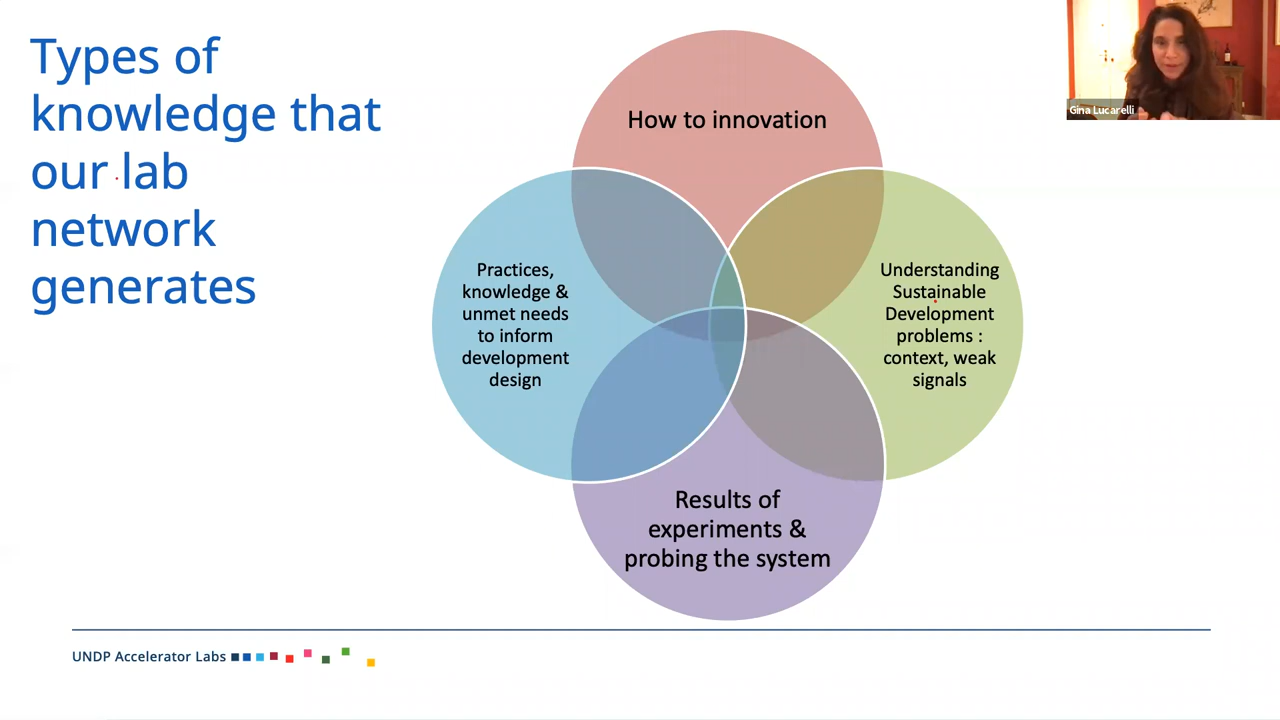 Types of
knowledge that
our lab
network
generates
Gina Lucarelli
How to innovation
Practices,
knowledge &
unmet needs
to inform
development
design
Understanding
Sustainable
Development
problems :
context, weak
signals
Results of
experiments &
probing the system
UNDP Accelerator Labs